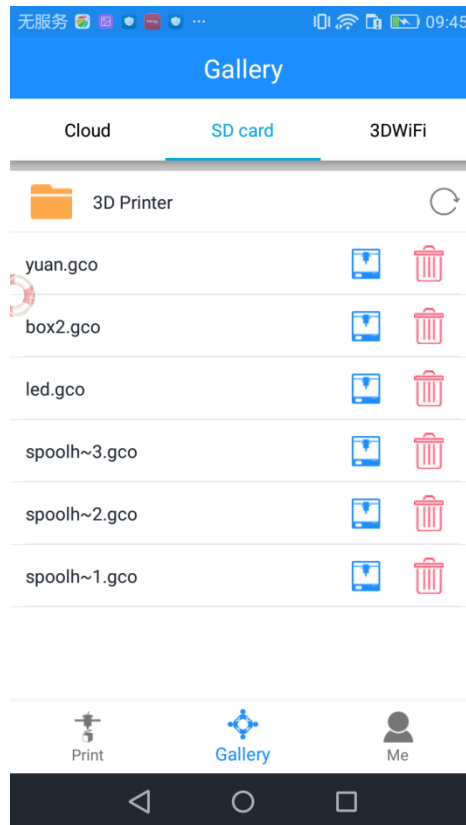 无服务 09:45
Gallery
Cloud SD card 3DWiFi
3D Printer
yuan.gco
box2.gco
led.gco
spoolh~3.gco
spoolh~2.gco
spoolh~1.gco
Print Gallery Me